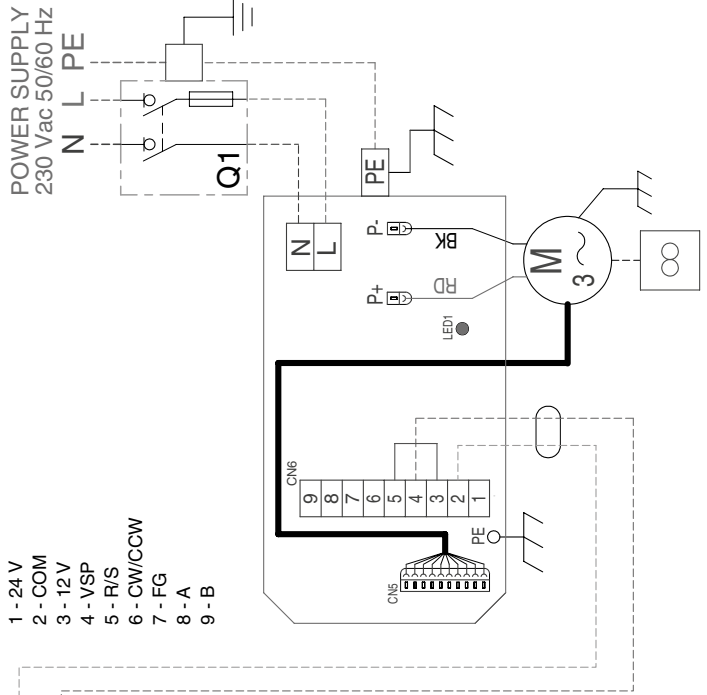 POWER SUPPLY
230 Vac 50/60 Hz
N L PE
Q1
N
L
PE
P+
P-
RD
BK
LED1
M
3 ~
CN6
9
8
7
6
5
4
3
2
1
CN5
PE
1 - 24 V
2 - COM
3 - 12 V
4 - VSP
5 - R/S
6 - CW/CCW
7 - FG
8 - A
9 - B